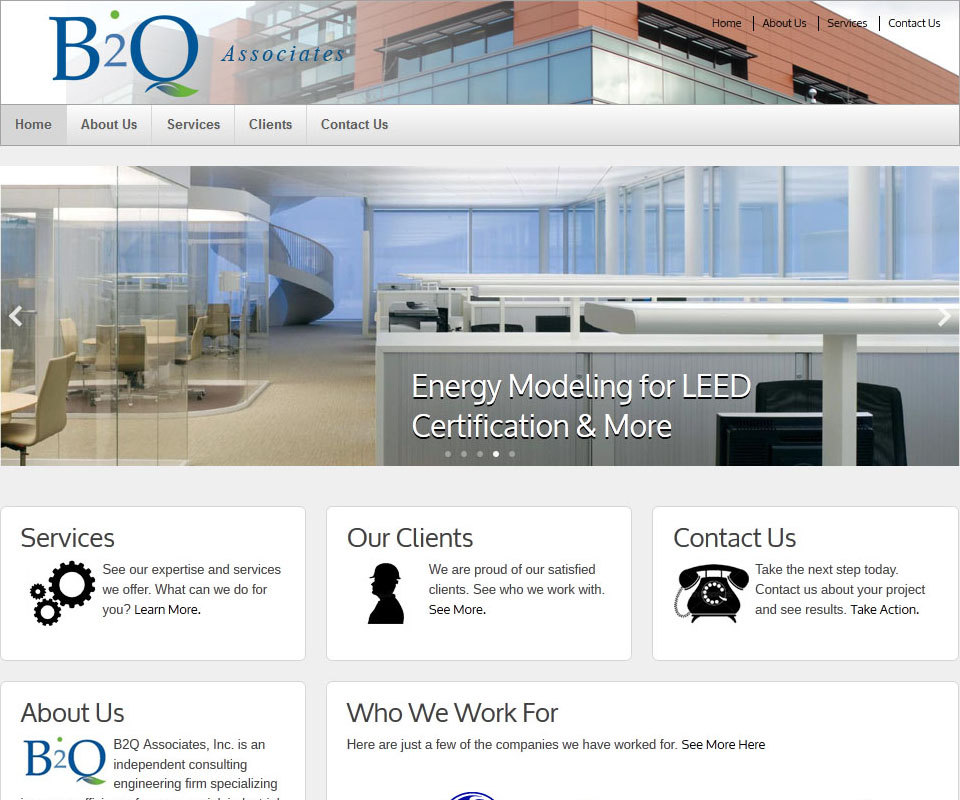 B2Q Associates
Home
About Us
Services
Contact Us
Home
About Us
Services
Clients
Contact Us
Energy Modeling for LEED
Certification & More
Services
See our expertise and services
we offer. What can we do for
you? Learn More.
Our Clients
We are proud of our satisfied
clients. See who we work with.
See More.
Contact Us
Take the next step today.
Contact us about your project
and see results. Take Action.
About Us
B2Q
B2Q Associates, Inc. is an
independent consulting
engineering firm specializing
Who We Work For
Here are just a few of the companies we have worked for. See More Here